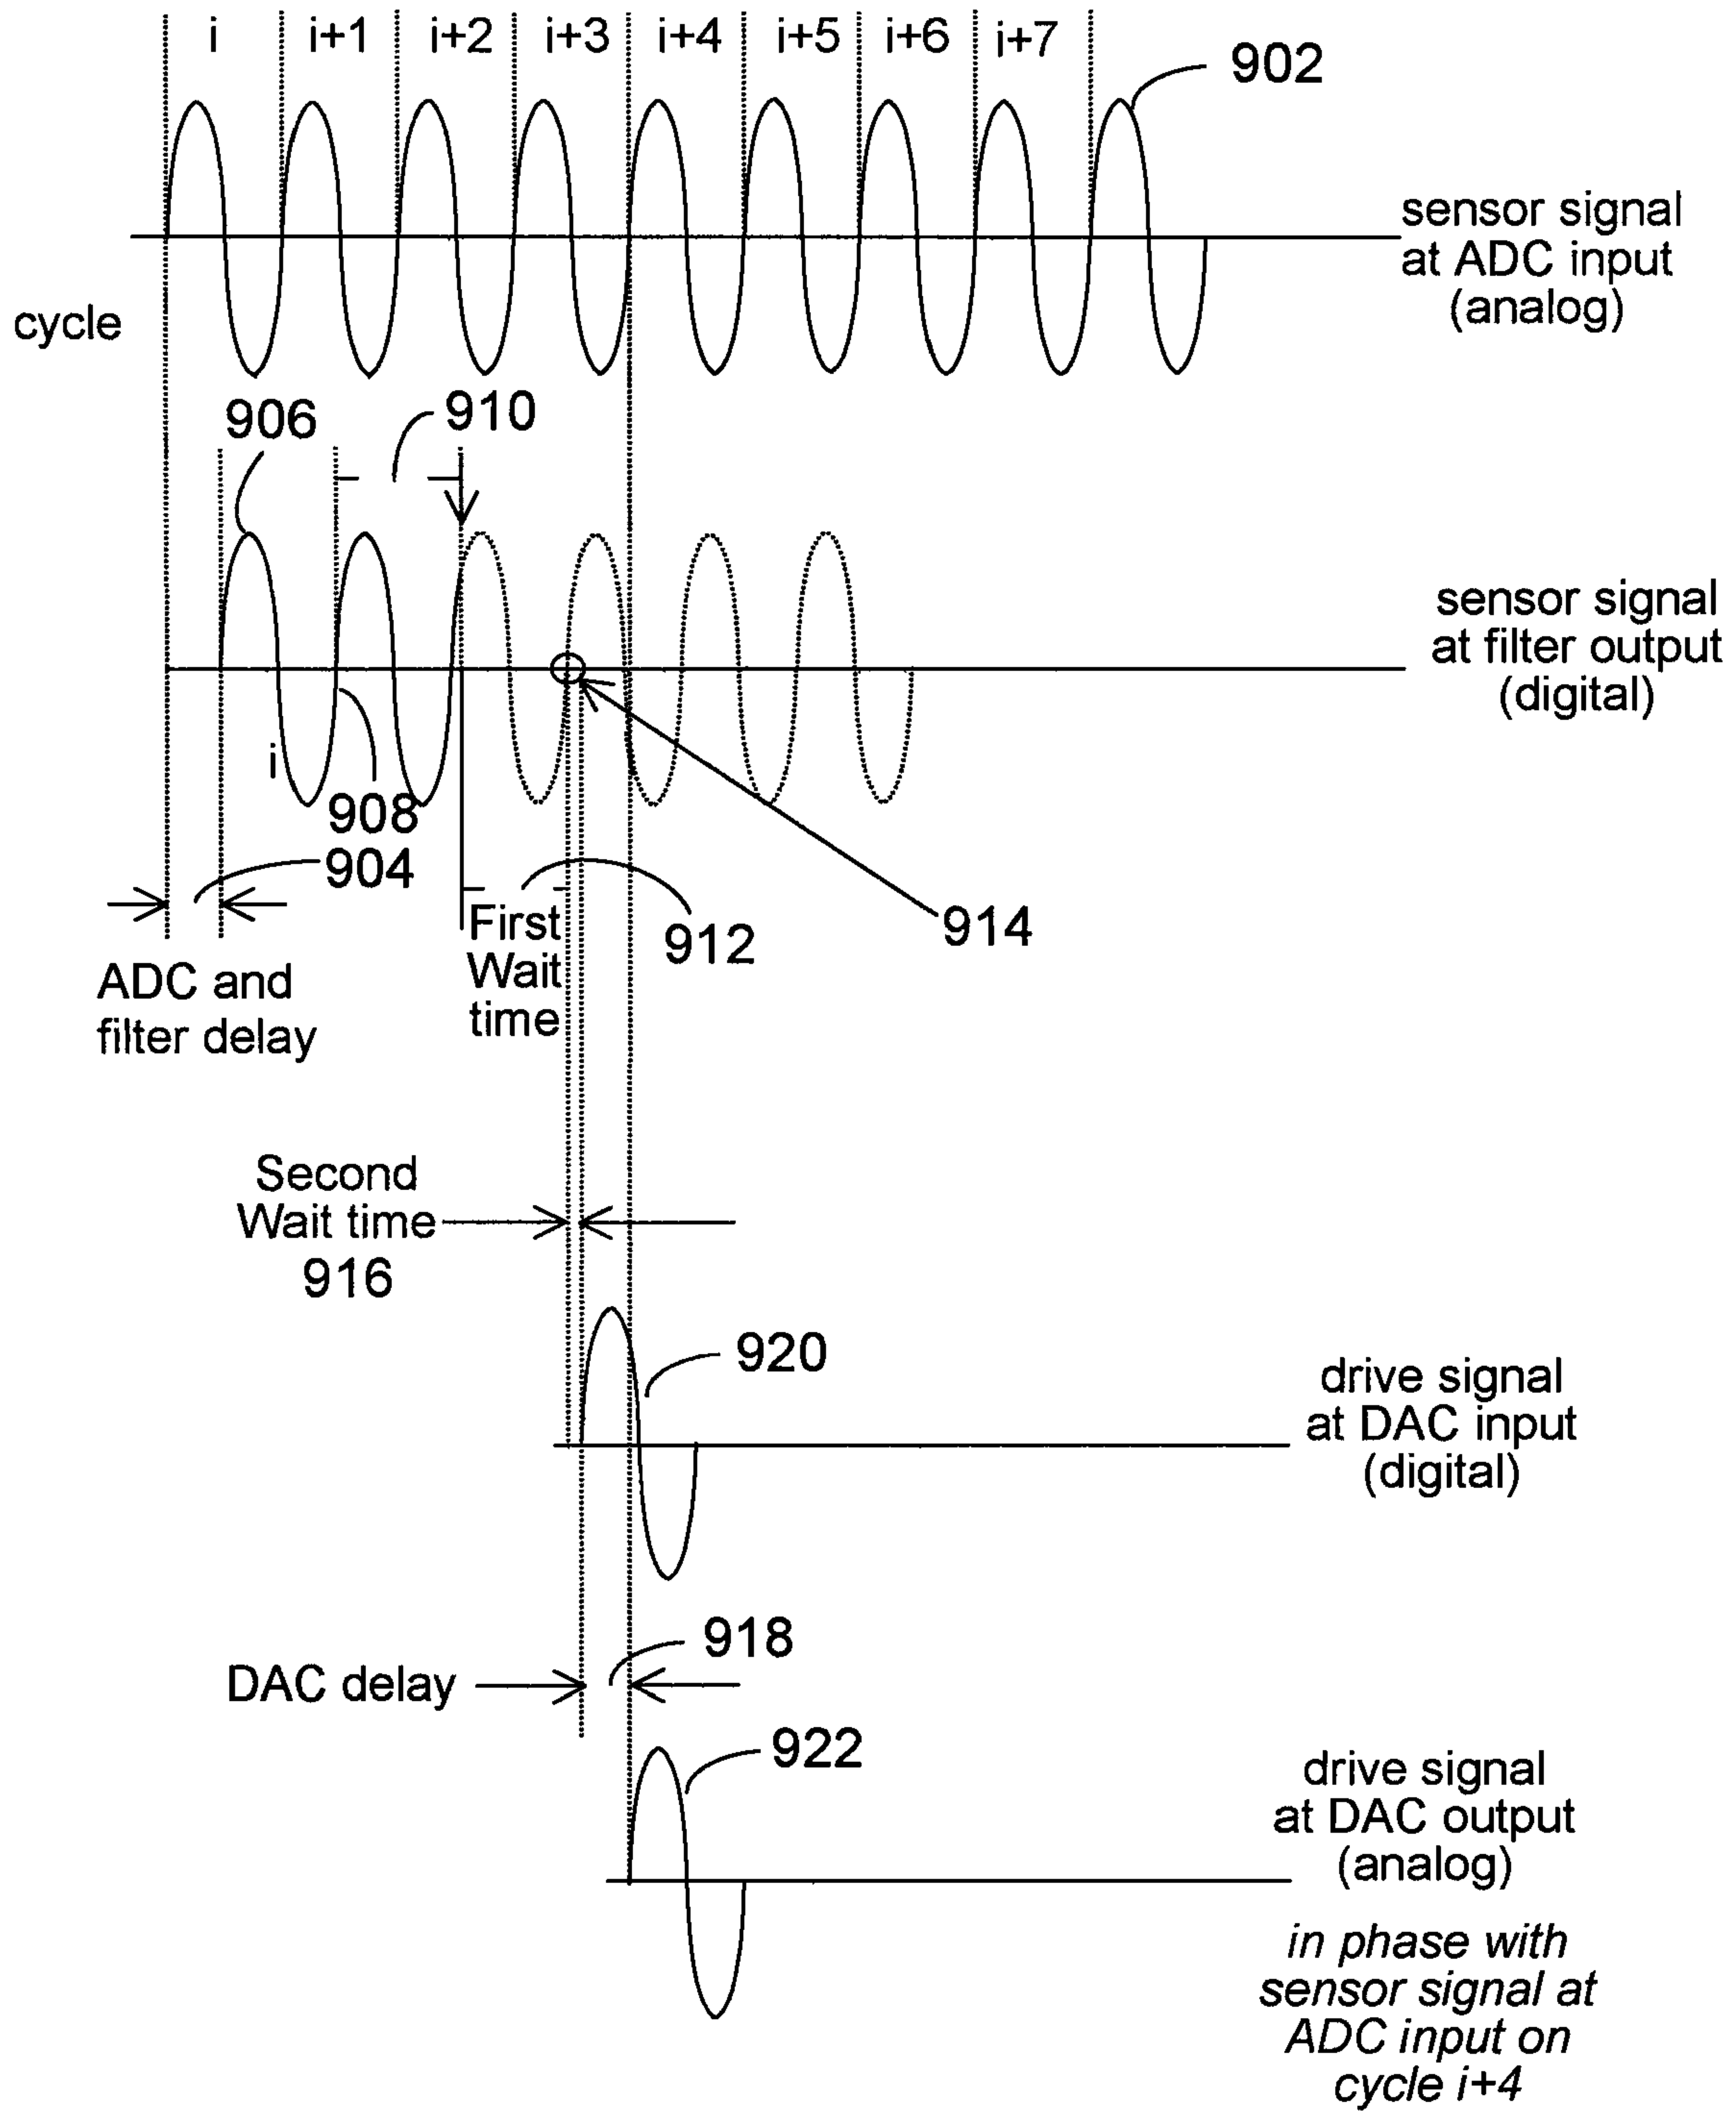 i i+1 i+2 i+3 i+4 i+5 i+6 i+7
902
sensor signal
at ADC input
(analog)
cycle
906
910
sensor signal
at filter output
(digital)
i
908
904
912
914
First
Wait
time
ADC and
filter delay
Second
Wait time
916
920
drive signal
at DAC input
(digital)
918
DAC delay
922
drive signal
at DAC output
(analog)
in phase with
sensor signal at
ADC input on
cycle i+4